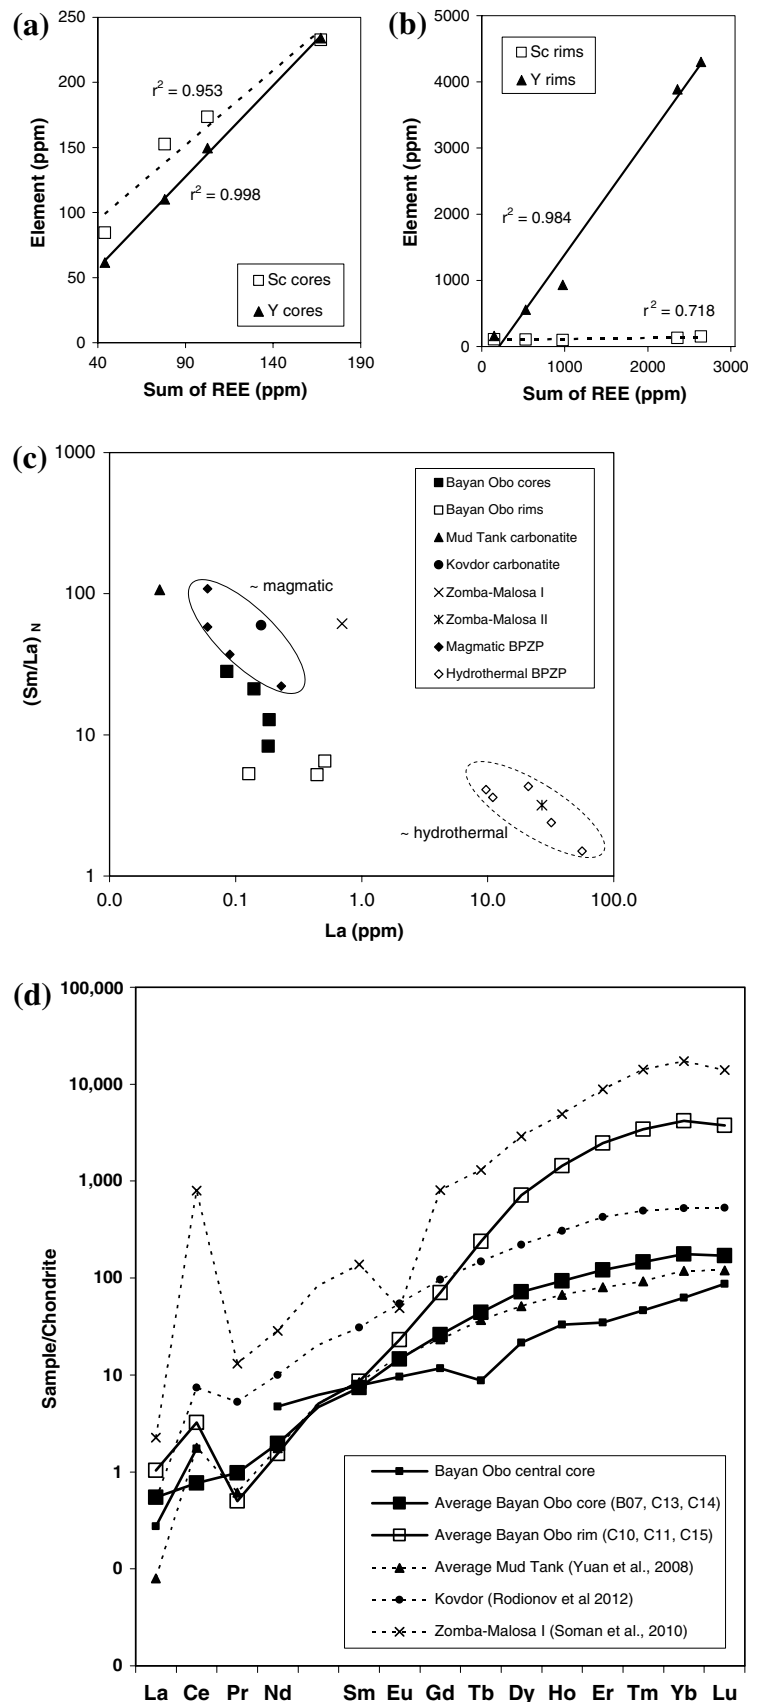 (a)
250
200
150
100
50
0
Element (ppm)
r² = 0.953
r² = 0.998
Sc cores
Y cores
40 90 140 190
Sum of REE (ppm)
(b)
5000
4000
3000
2000
1000
0
Element (ppm)
Sc rims
Y rims
r² = 0.984
r² = 0.718
0 1000 2000 3000
Sum of REE (ppm)
(c)
1000
100
10
1
(Sm/La) N
~ magmatic
~ hydrothermal
Bayan Obo cores
Bayan Obo rims
Mud Tank carbonatite
Kovdor carbonatite
Zomba-Malosa I
Zomba-Malosa II
Magmatic BPZP
Hydrothermal BPZP
0.0 0.1 1.0 10.0 100.0
La (ppm)
(d)
100,000
10,000
1,000
100
10
1
0
0
Sample/Chondrite
Bayan Obo central core
Average Bayan Obo core (B07, C13, C14)
Average Bayan Obo rim (C10, C11, C15)
Average Mud Tank (Yuan et al., 2008)
Kovdor (Rodionov et al 2012)
Zomba-Malosa I (Soman et al., 2010)
La Ce Pr Nd Sm Eu Gd Tb Dy Ho Er Tm Yb Lu